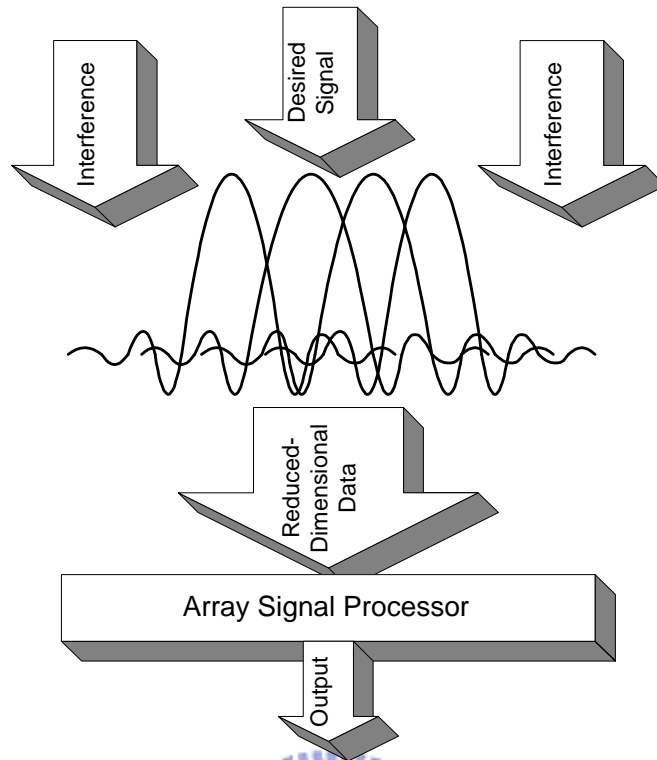 Interference
Desired
Signal
Interference
Reduced-
Dimensional
Data
Array Signal Processor
Output